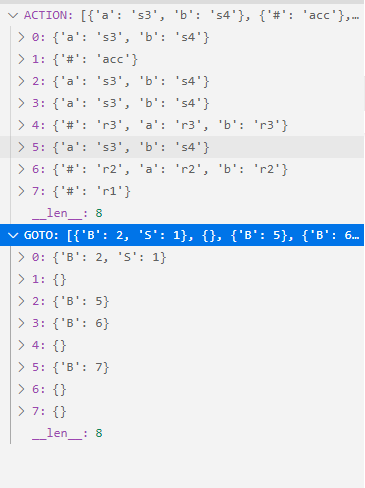 ACTION: [{'a': 's3', 'b': 's4'}, {'#': 'acc'},…
0: {'a': 's3', 'b': 's4'}
1: {'#': 'acc'}
2: {'a': 's3', 'b': 's4'}
3: {'a': 's3', 'b': 's4'}
4: {'#': 'r3', 'a': 'r3', 'b': 'r3'}
5: {'a': 's3', 'b': 's4'}
6: {'#': 'r2', 'a': 'r2', 'b': 'r2'}
7: {'#': 'r1'}
__len__: 8
GOTO: [{'B': 2, 'S': 1}, {}, {'B': 5}, {'B': 6…
0: {'B': 2, 'S': 1}
1: {}
2: {'B': 5}
3: {'B': 6}
4: {}
5: {'B': 7}
6: {}
7: {}
__len__: 8